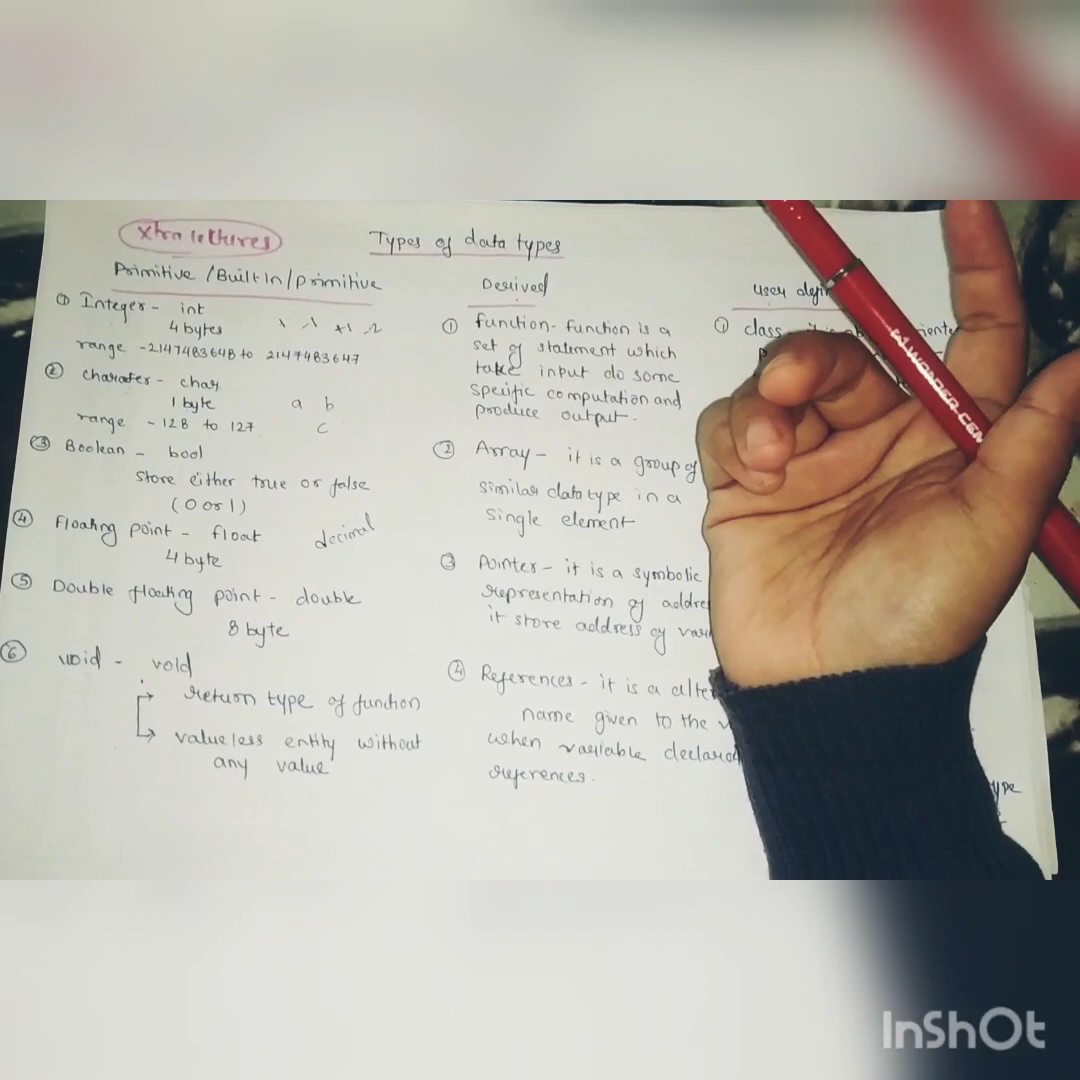 Xtra lectures
Types of data types
Primitive / Built In / primitive
① Integer - int
4 bytes
range -2147483648 to 2147483647
② character - char
1 byte
a b
range -128 to 127
c
③ Boolean - bool
store either true or false
(0 or 1)
④ Floating point - float
decimal
4 byte
⑤ Double floating point - double
8 byte
⑥ void - void
return type of function
valueless entity without
any value
Derived
① function - function is a
set of statement which
take input do some
specific computation and
produce output.
② Array - it is a group of
similar data type in a
single element
③ Pointer - it is a symbolic
representation of
it store address of
④ References - it is a
name given to the
when variable declared
references.
user
① class
WONDER CEN
InShOt